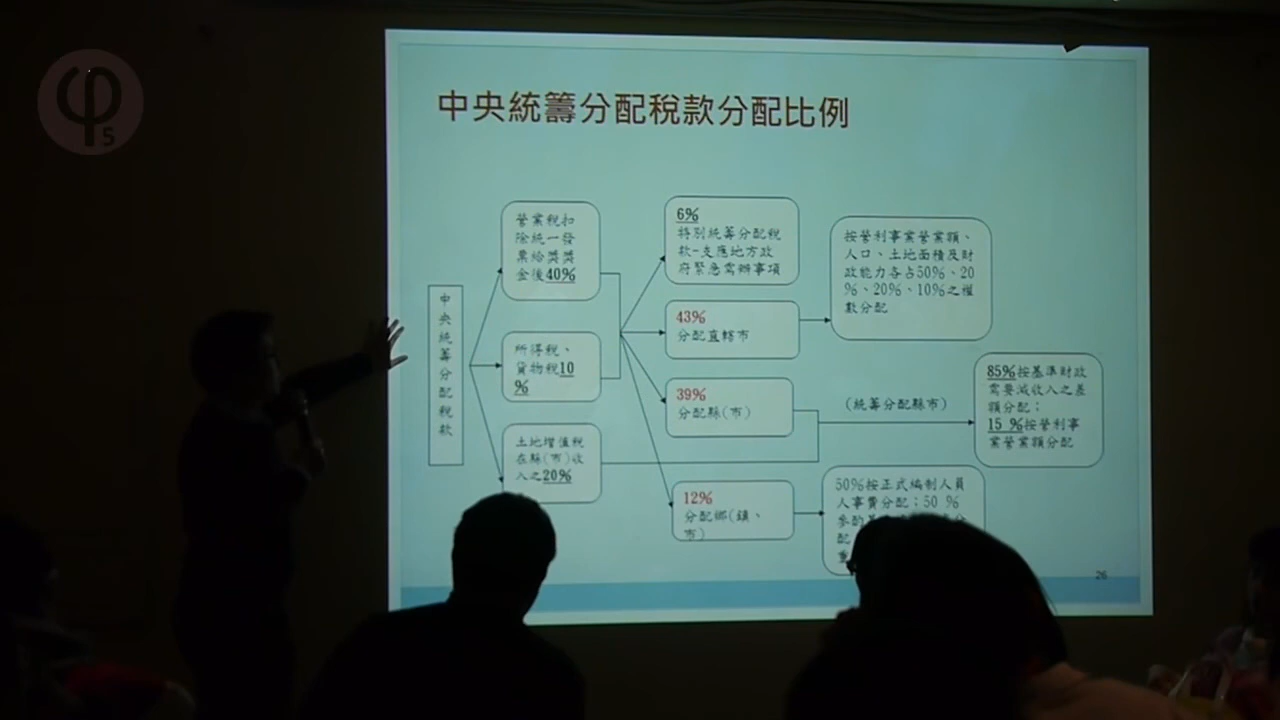 φ5
中央統籌分配稅款分配比例
中
央
統
籌
分
配
稅
款
營業稅扣
除統一發
票給獎獎
金後40%
所得稅、
貨物稅10
%
土地增值稅
在縣(市)收
入之20%
6%
特別統籌分配稅
款-支應地方政
府緊急需辦事項
43%
分配直轄市
39%
分配縣(市)
12%
分配鄉(鎮、
市)
按營利事業營業額、
人口、土地面積及財
政能力各占50%、20
%、20%、10%之權
數分配
(統籌分配縣市)
85%按基準財政
需要減收入之差
額分配；
15 %按營利事
業營業額分配
50%按正式編制人員
人事費分配；50 %
參酌
配
重
26